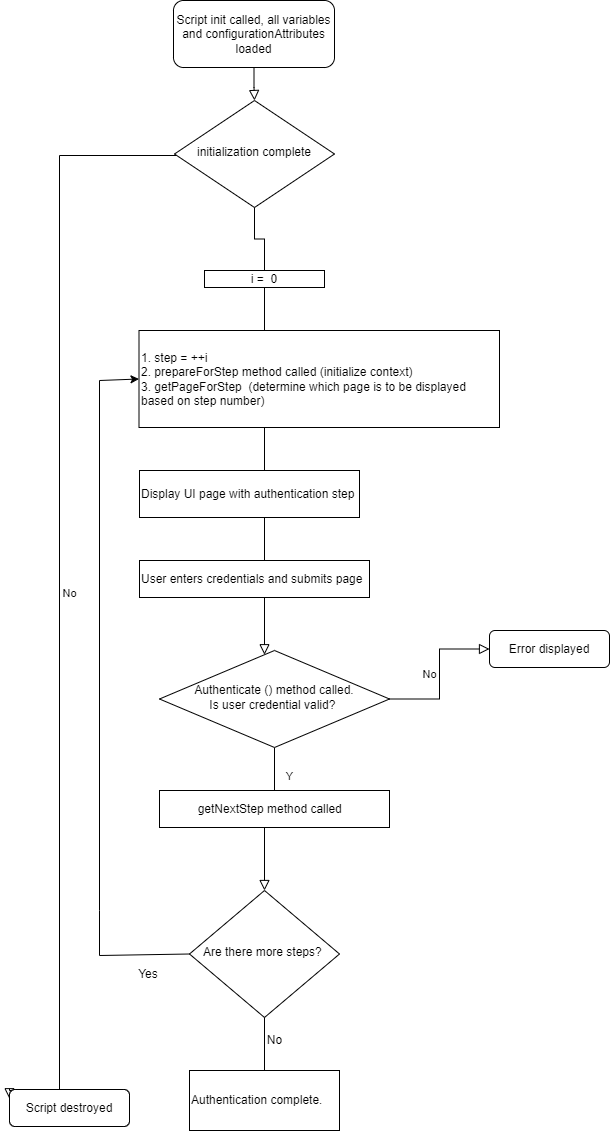 Script init called, all variables
and configurationAttributes
loaded
initialization complete
i =  0
1. step = ++i
2. prepareForStep method called (initialize context)
3. getPageForStep  (determine which page is to be displayed
based on step number)
Display UI page with authentication step
User enters credentials and submits page
No
Error displayed
Authenticate () method called.
Is user credential valid?
No
Y
getNextStep method called
Are there more steps?
Yes
No
Authentication complete.
Script destroyed